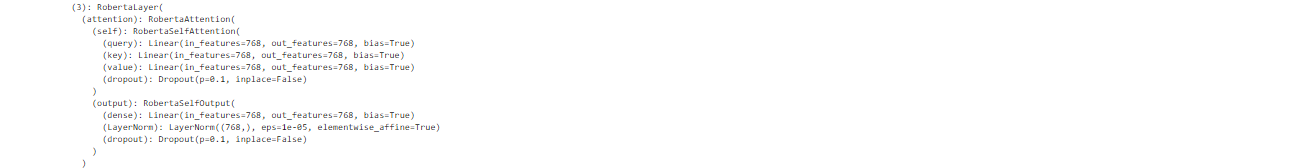 (3): RobertaLayer(
(attention): RobertaAttention(
(self): RobertaSelfAttention(
(query): Linear(in_features=768, out_features=768, bias=True)
(key): Linear(in_features=768, out_features=768, bias=True)
(value): Linear(in_features=768, out_features=768, bias=True)
(dropout): Dropout(p=0.1, inplace=False)
)
(output): RobertaSelfOutput(
(dense): Linear(in_features=768, out_features=768, bias=True)
(LayerNorm): LayerNorm((768,), eps=1e-05, elementwise_affine=True)
(dropout): Dropout(p=0.1, inplace=False)
)
)